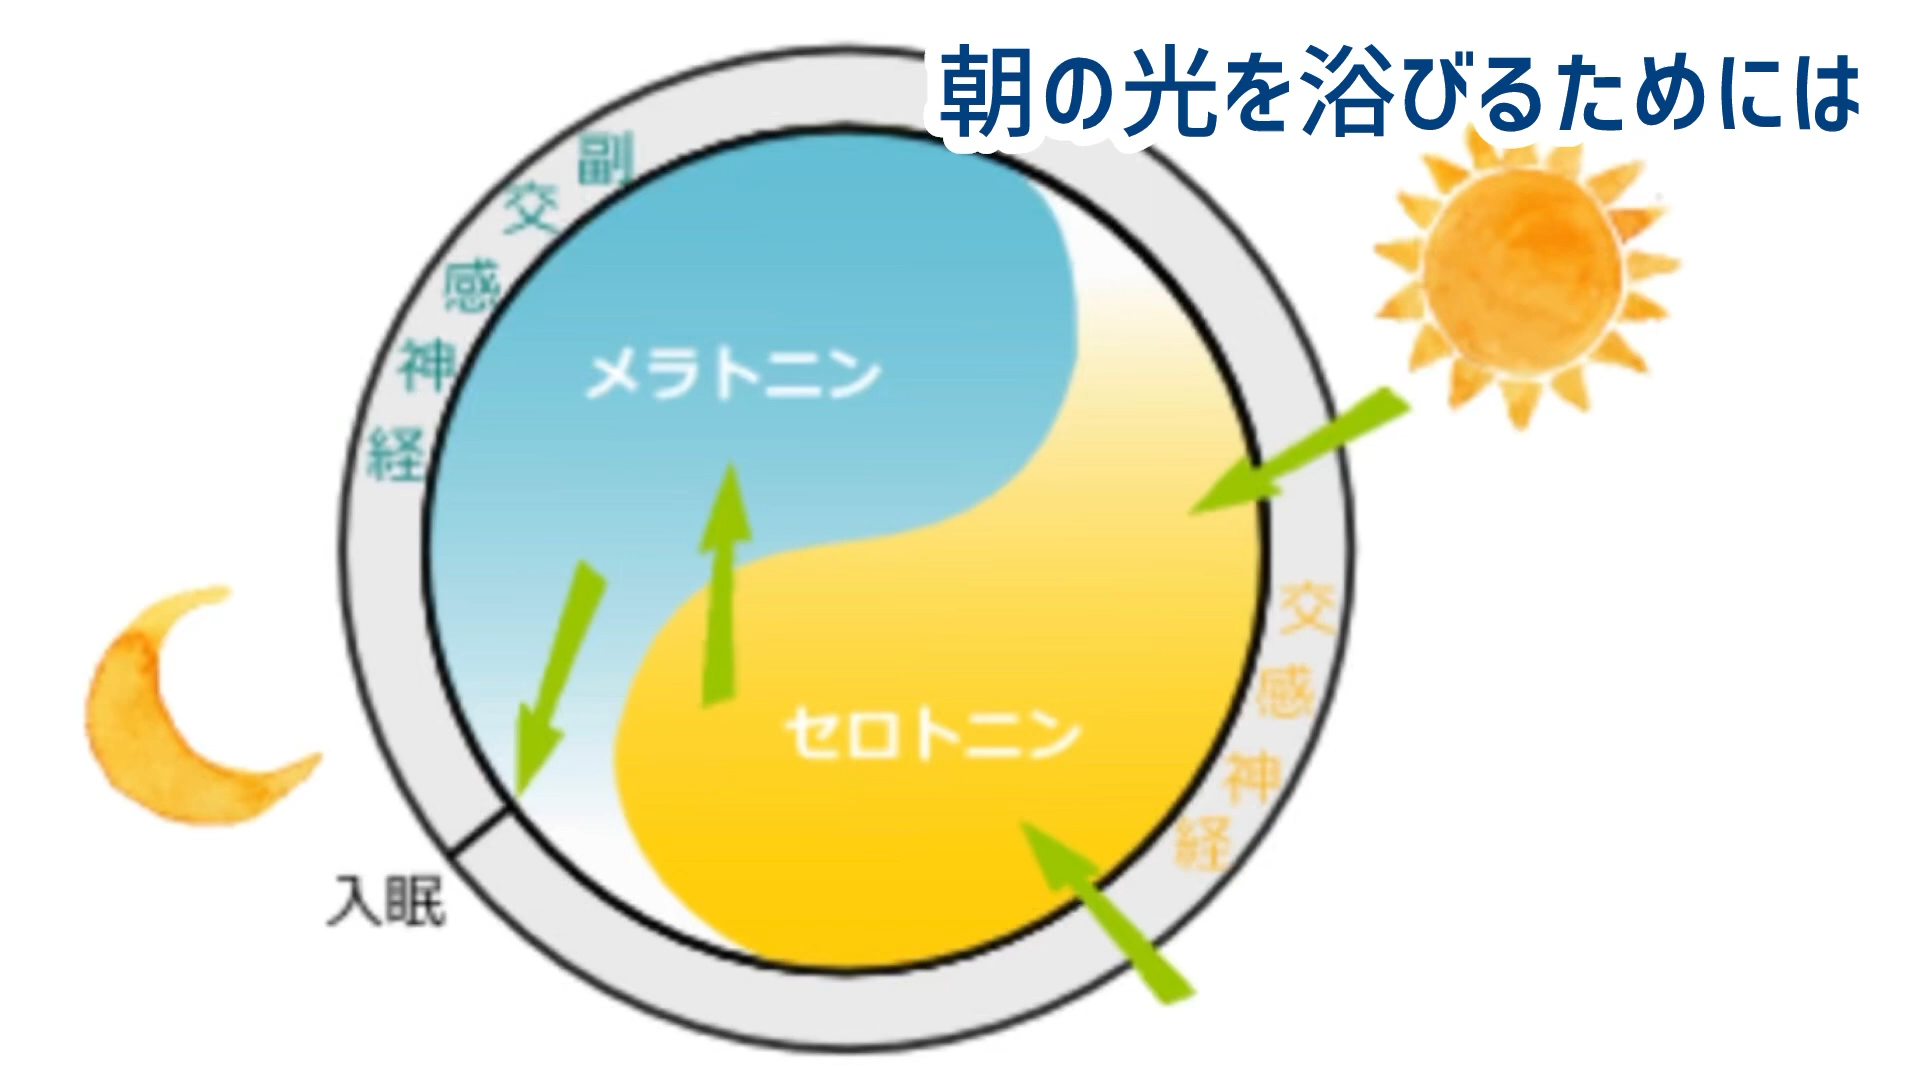 朝の光を浴びるためには
副交感神経
メラトニン
セロトニン
交感神経
入眠